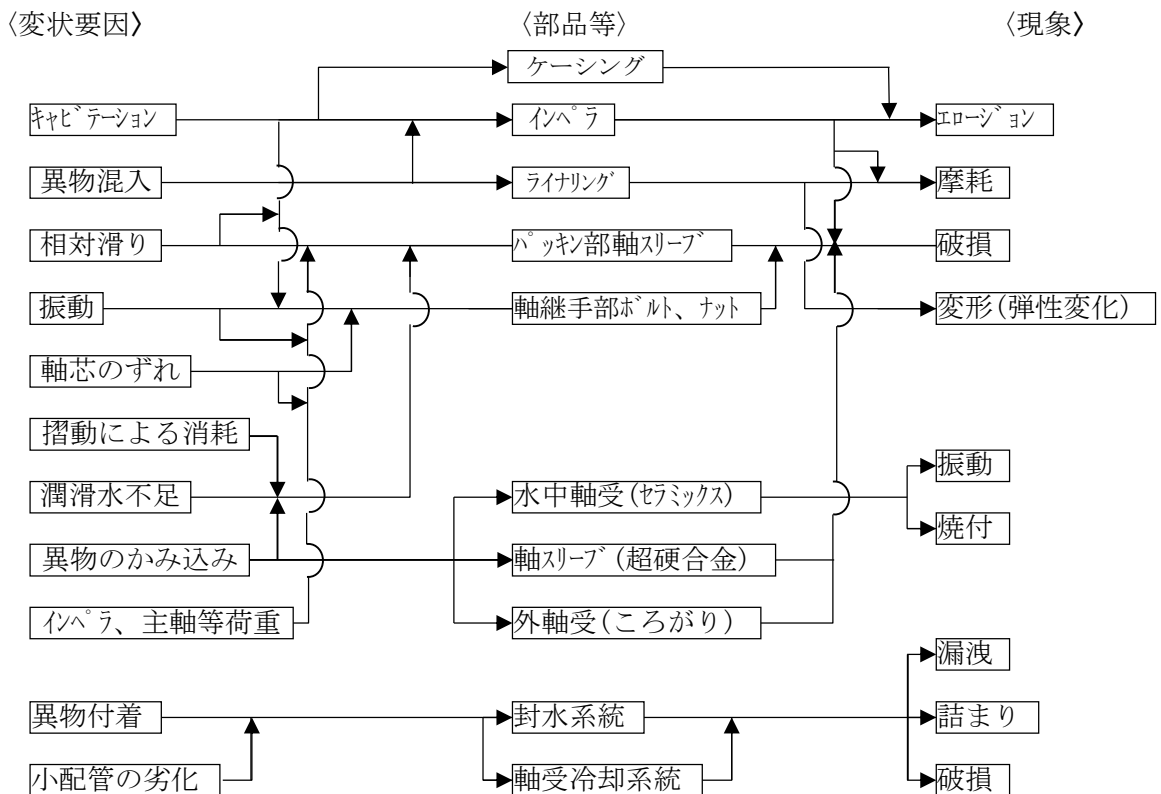 〈変状要因〉 〈部品等〉 〈現象〉
ケーシング
ｷｬﾋﾞﾃｰｼｮﾝ ｲﾝﾍﾟﾗ ｴﾛｰｼﾞｮﾝ
異物混入 ﾗｲﾅﾘﾝｸﾞ 摩耗
相対滑り ﾊﾟｯｷﾝ部軸ｽﾘｰﾌﾞ 破損
振動 軸継手部ﾎﾞﾙﾄ、ﾅｯﾄ 変形(弾性変化)
軸芯のずれ
摺動による消耗
振動
潤滑水不足 水中軸受(ｾﾗﾐｯｸｽ)
焼付
異物のかみ込み 軸ｽﾘｰﾌﾞ(超硬合金)
ｲﾝﾍﾟﾗ、主軸等荷重 外軸受(ころがり)
漏洩
異物付着 封水系統 詰まり
小配管の劣化 軸受冷却系統 破損